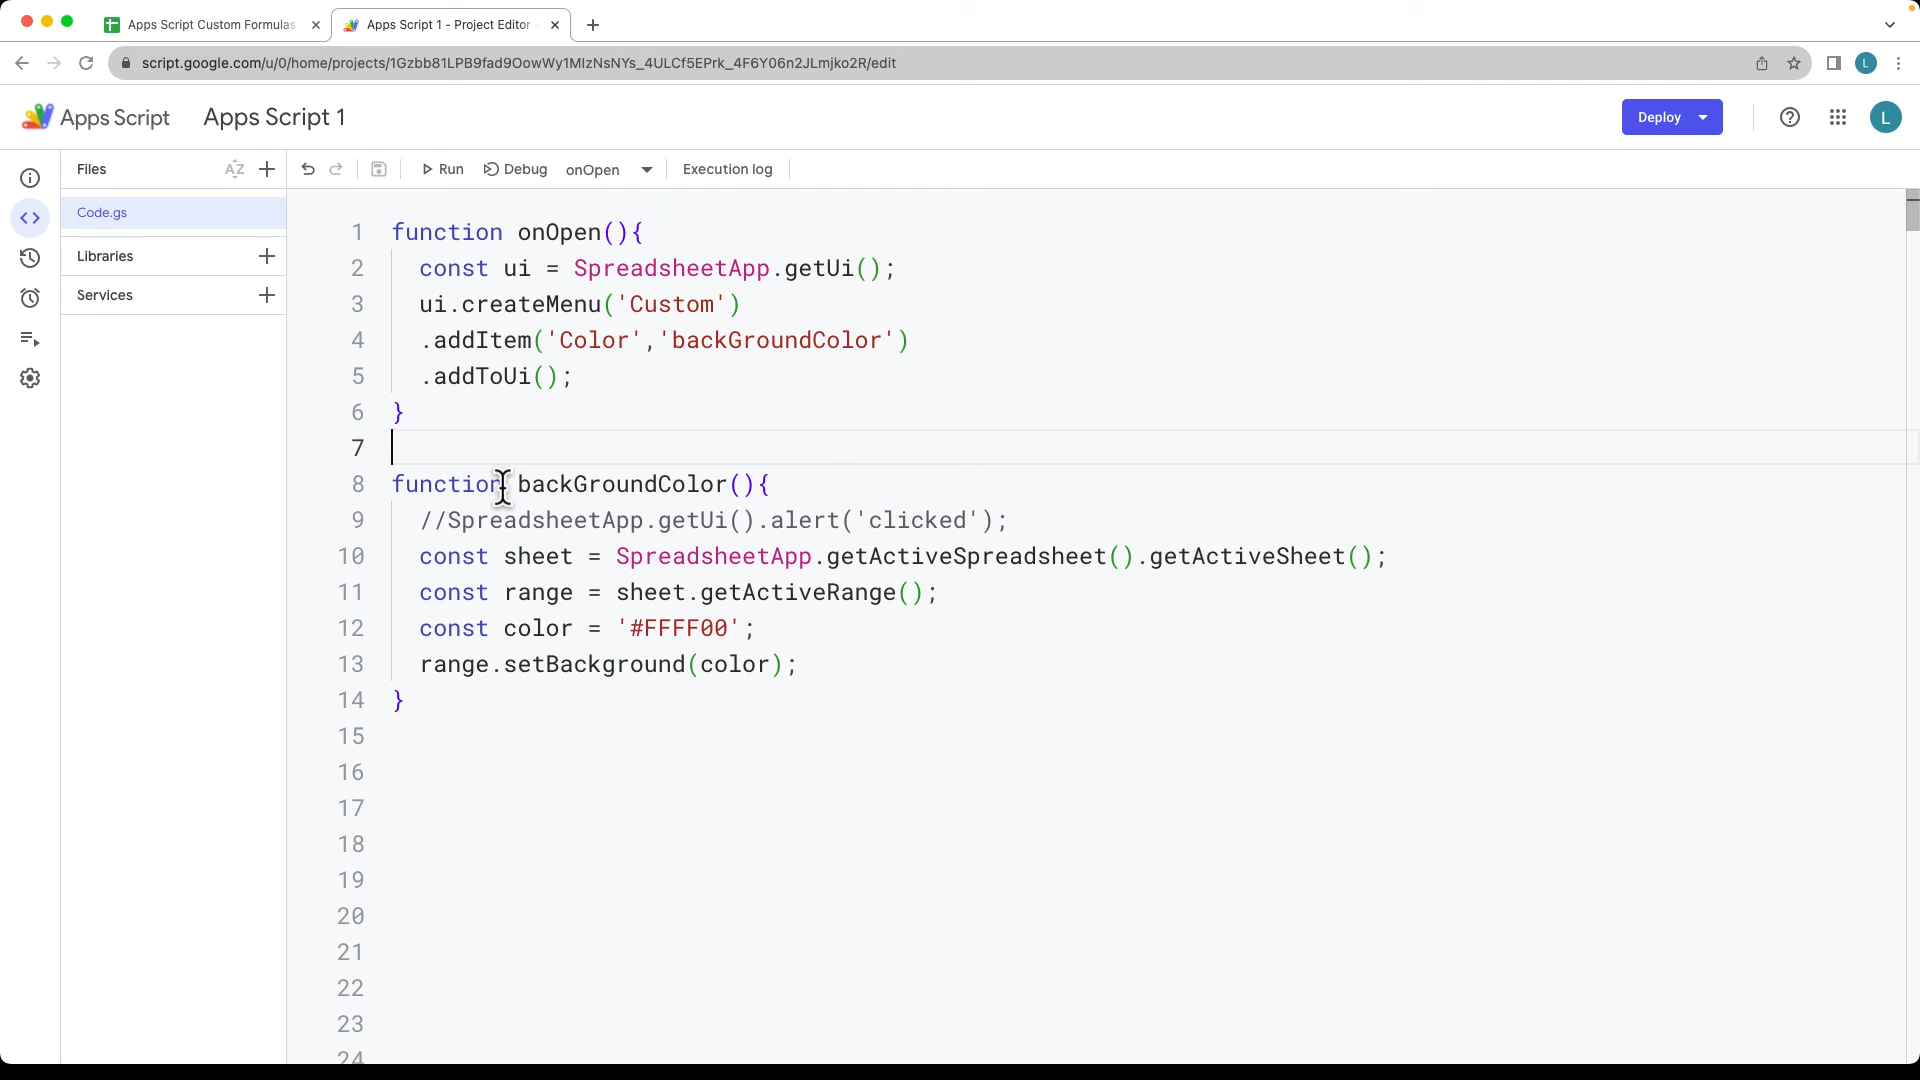 Apps Script Custom Formulas
Apps Script 1 - Project Editor
script.google.com/u/0/home/projects/1Gzbb81LPB9fad9OowWy1MIzNsNYs_4ULCf5EPrk_4F6Y06n2JLmjko2R/edit
L
Apps Script
Apps Script 1
Deploy
L
Files
AZ
Run
Debug
onOpen
Execution log
Code.gs
Libraries
Services
1 function onOpen(){
2 const ui = SpreadsheetApp.getUi();
3 ui.createMenu('Custom')
4 .addItem('Color','backGroundColor')
5 .addToUi();
6 }
7
8 function backGroundColor(){
9 //SpreadsheetApp.getUi().alert('clicked');
10 const sheet = SpreadsheetApp.getActiveSpreadsheet().getActiveSheet();
11 const range = sheet.getActiveRange();
12 const color = '#FFFF00';
13 range.setBackground(color);
14 }
15
16
17
18
19
20
21
22
23
24